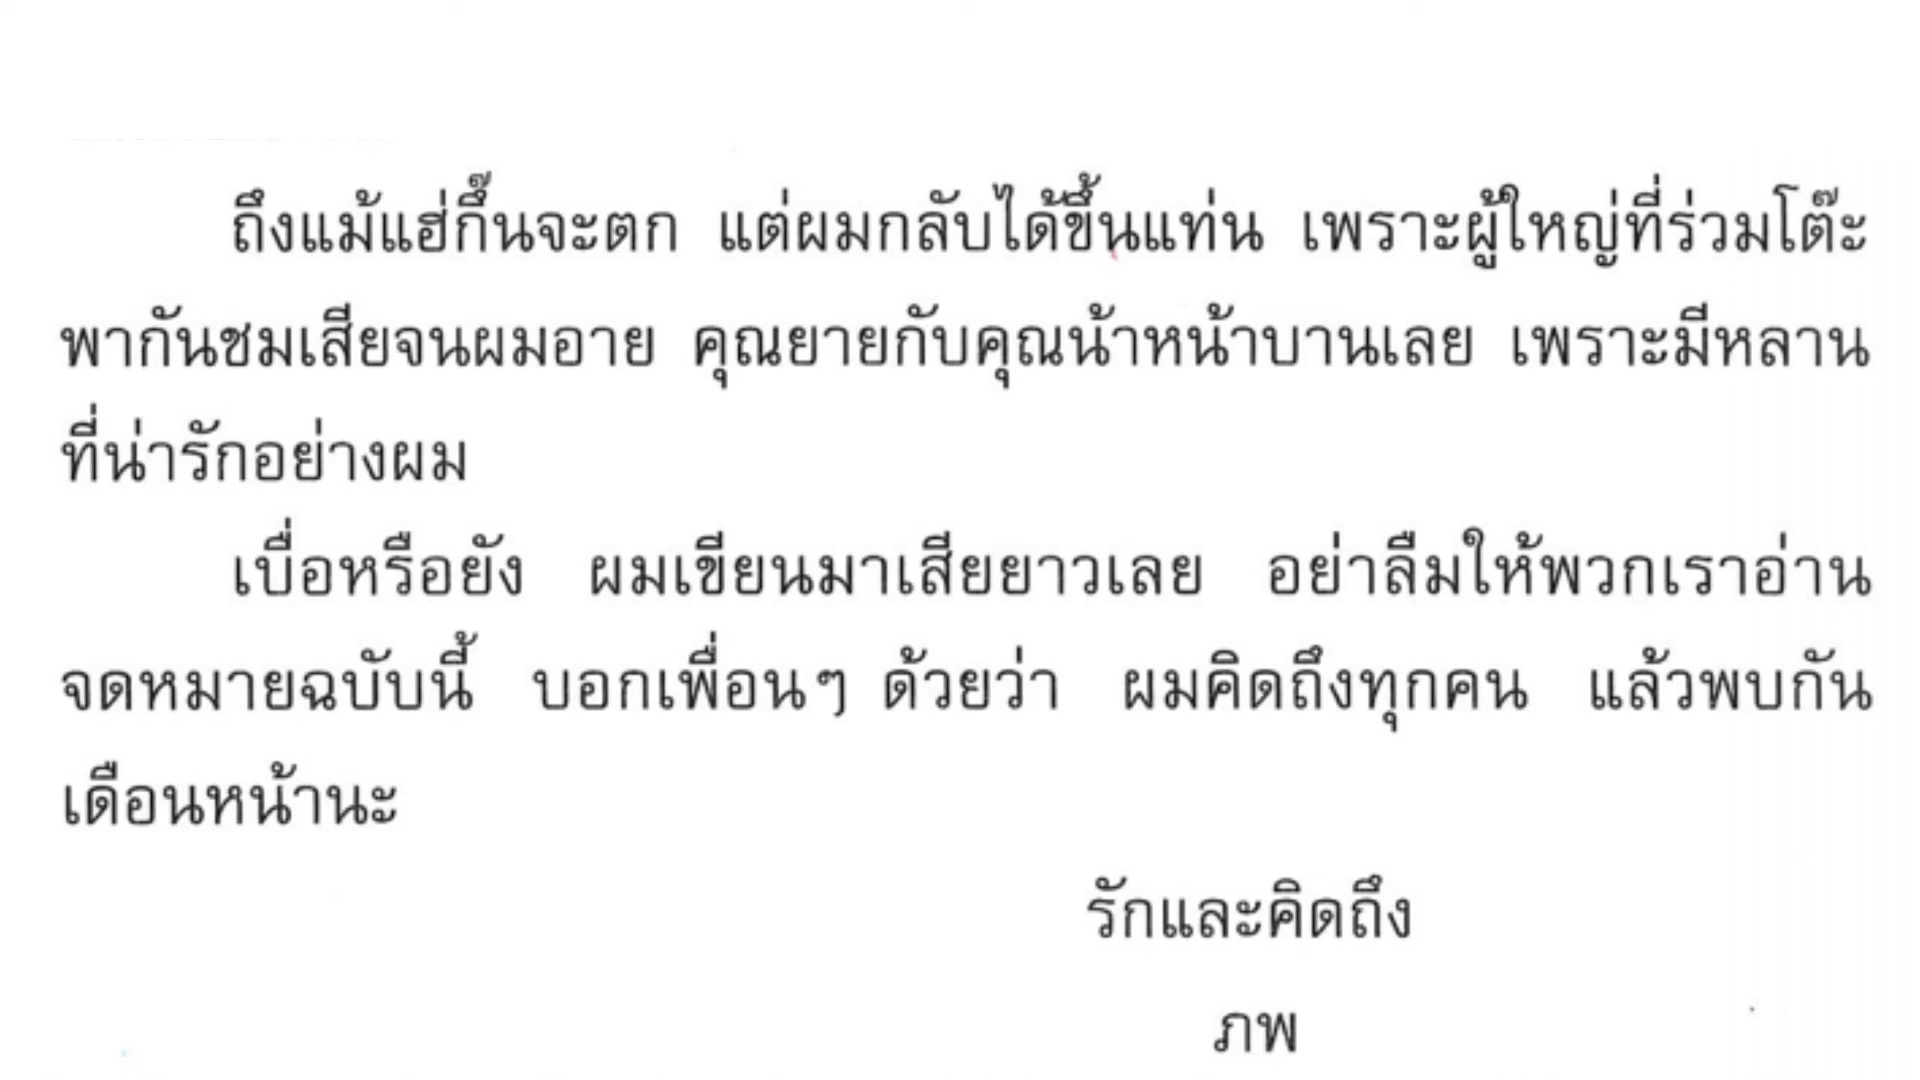 ถึงแม้แฮ่กึ๊นจะตก แต่ผมกลับได้ขึ้นแท่น เพราะผู้ใหญ่ที่ร่วมโต๊ะ
พากันชมเสียจนผมอาย คุณยายกับคุณน้าหน้าบานเลย เพราะมีหลาน
ที่น่ารักอย่างผม
เบื่อหรือยัง ผมเขียนมาเสียยาวเลย อย่าลืมให้พวกเราอ่าน
จดหมายฉบับนี้ บอกเพื่อนๆ ด้วยว่า ผมคิดถึงทุกคน แล้วพบกัน
เดือนหน้านะ
รักและคิดถึง
ภพ